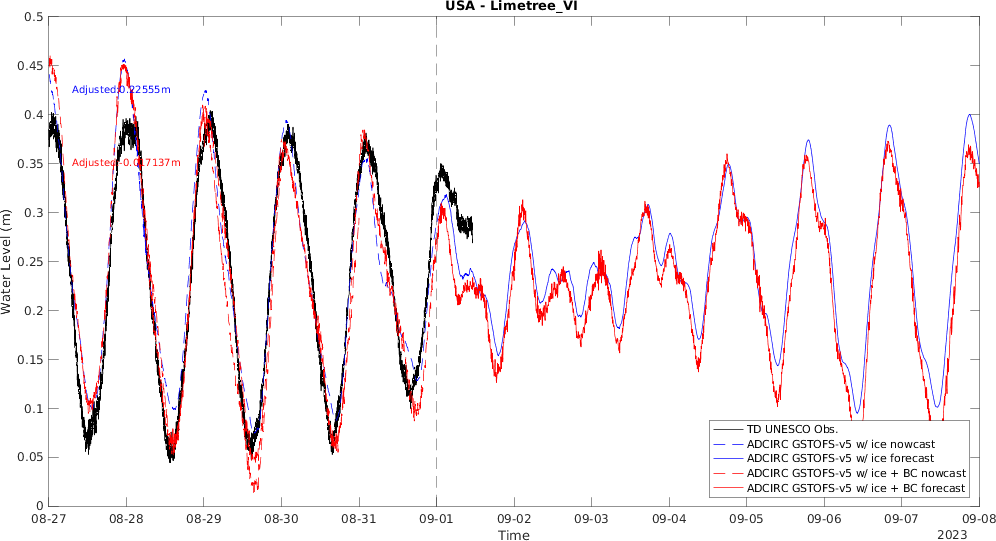 USA - Limetree_VI
0.5
0.45
0.4
0.35
0.3
0.25
0.2
0.15
0.1
0.05
0
Water Level (m)
Adjusted:0.22555m
Adjusted:-0.017137m
TD UNESCO Obs.
ADCIRC GSTOFS-v5 w/ ice nowcast
ADCIRC GSTOFS-v5 w/ ice forecast
ADCIRC GSTOFS-v5 w/ ice + BC nowcast
ADCIRC GSTOFS-v5 w/ ice + BC forecast
08-27 08-28 08-29 08-30 08-31 09-01 09-02 09-03 09-04 09-05 09-06 09-07 09-08
Time
2023